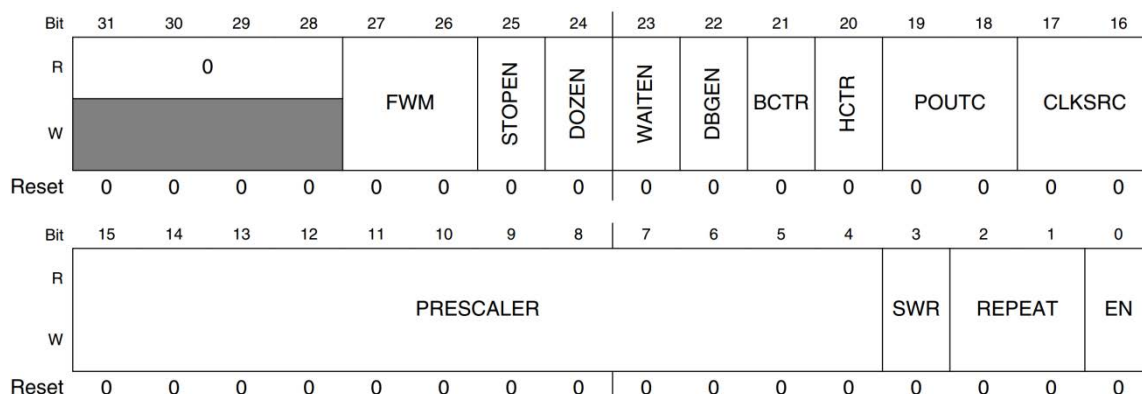 Bit 31 30 29 28 27 26 25 24 23 22 21 20 19 18 17 16
R 0 FWM STOPEN DOZEN WAITEN DBGEN BCTR HCTR POUTC CLKSRC
W
Reset 0 0 0 0 0 0 0 0 0 0 0 0 0 0 0 0
Bit 15 14 13 12 11 10 9 8 7 6 5 4 3 2 1 0
R
PRESCALER SWR REPEAT EN
W
Reset 0 0 0 0 0 0 0 0 0 0 0 0 0 0 0 0